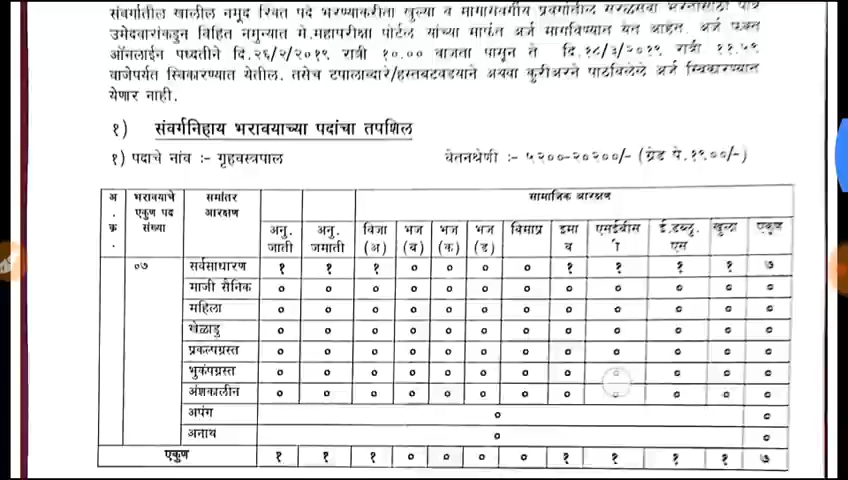 संवर्गातील खालील नमूद रिक्त पदे भरण्याकरीता खुल्या व मागासवर्गीय प्रवर्गातील सरळसेवा
उमेदवारांकडुन विहित नमुन्यात मे.महापरीक्षा पोर्टल यांच्या मार्फत अर्ज मागविण्यात येत आहेत. अर्ज फक्त
ऑनलाईन पध्दतीने दि.२६/२/२०१९ रात्री १०.०० वाजता पासून ते दि.१८/३/२०१९ रात्री ११.५९
वाजेपर्यंत स्विकारण्यात येतील. तसेच टपालाव्दारे/हस्तबटवडयाने अथवा कुरीअरने पाठविलेले अर्ज स्विकारण्यात
येणार नाही.
१) संवर्गनिहाय भरावयाच्या पदांचा तपशिल
१) पदाचे नांव :- गृहवस्त्रपाल वेतनश्रेणी :- ५२००-२०२००/- (ग्रेड पे.१९००/-)
अ.क्र. भरावयाचे एकुण पद संख्या समांतर आरक्षण सामाजिक आरक्षण
अनु. जाती अनु. जमाती विजा (अ) भज (ब) भज (क) भज (ड) विमाप्र इमाव एसईबीसी ई.डब्लु.एस खुला एकुण
०७ सर्वसाधारण १ १ १ ० ० ० ० १ १ १ १ ७
माजी सैनिक ० ० ० ० ० ० ० ० ० ० ० ०
महिला ० ० ० ० ० ० ० ० ० ० ० ०
खेळाडु ० ० ० ० ० ० ० ० ० ० ० ०
प्रकल्पग्रस्त ० ० ० ० ० ० ० ० ० ० ० ०
भुकंपग्रस्त ० ० ० ० ० ० ० ० ० ० ० ०
अंशकालीन ० ० ० ० ० ० ० ० ० ० ० ०
अपंग ० ०
अनाथ ० ०
एकुण १ १ १ ० ० ० ० १ १ १ १ ७